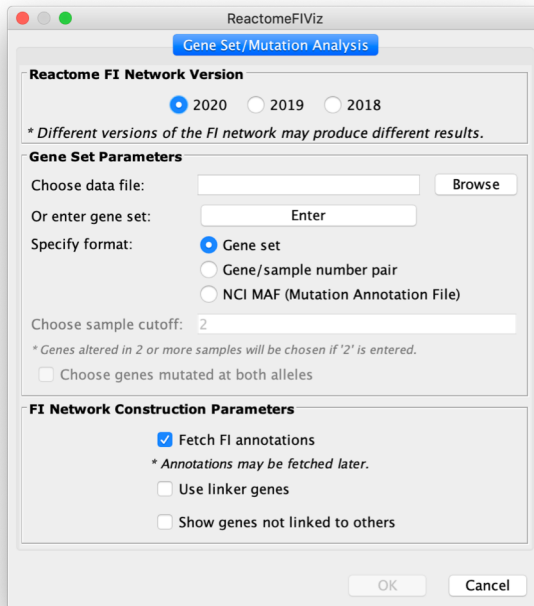 ReactomeFIViz
Gene Set/Mutation Analysis
Reactome FI Network Version
2020 2019 2018
* Different versions of the FI network may produce different results.
Gene Set Parameters
Choose data file: Browse
Or enter gene set: Enter
Specify format: Gene set
Gene/sample number pair
NCI MAF (Mutation Annotation File)
Choose sample cutoff: 2
* Genes altered in 2 or more samples will be chosen if '2' is entered.
Choose genes mutated at both alleles
FI Network Construction Parameters
Fetch FI annotations
* Annotations may be fetched later.
Use linker genes
Show genes not linked to others
OK Cancel